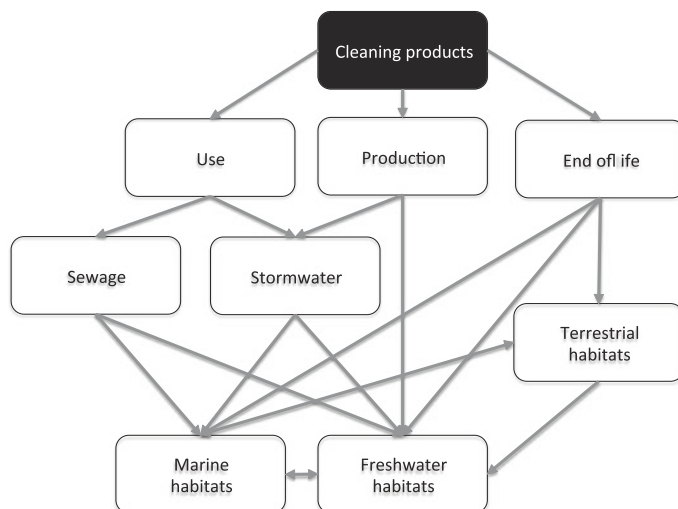 Cleaning products
Use
Production
End ofl ife
Sewage
Stormwater
Terrestrial
habitats
Marine
habitats
Freshwater
habitats